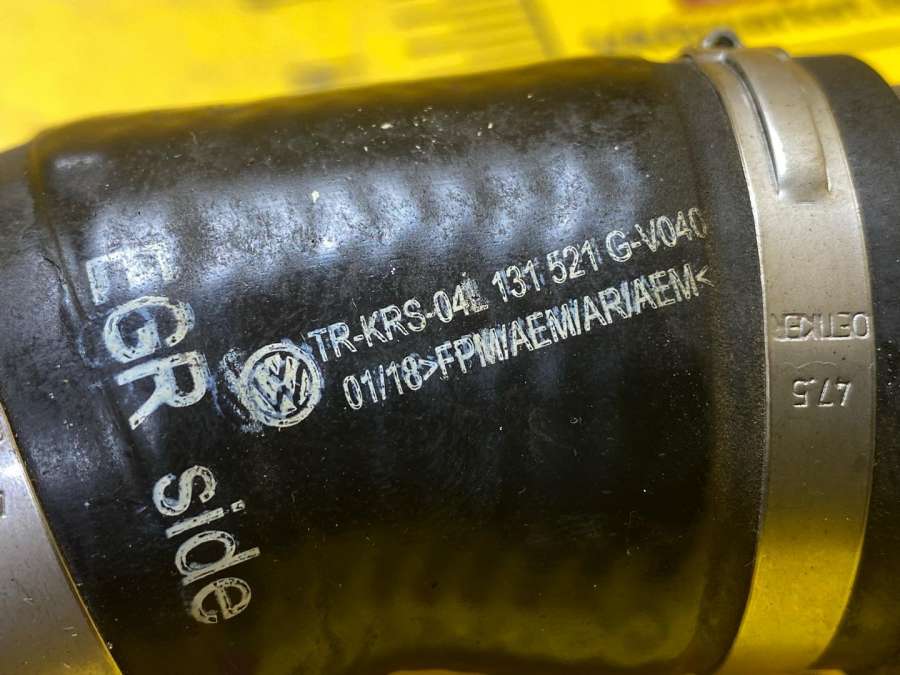 EGR side
TR-KRS-04L 131 521 G-V040
01/18>FPM/AEM/AR/AEM<
OETIKER
47.5